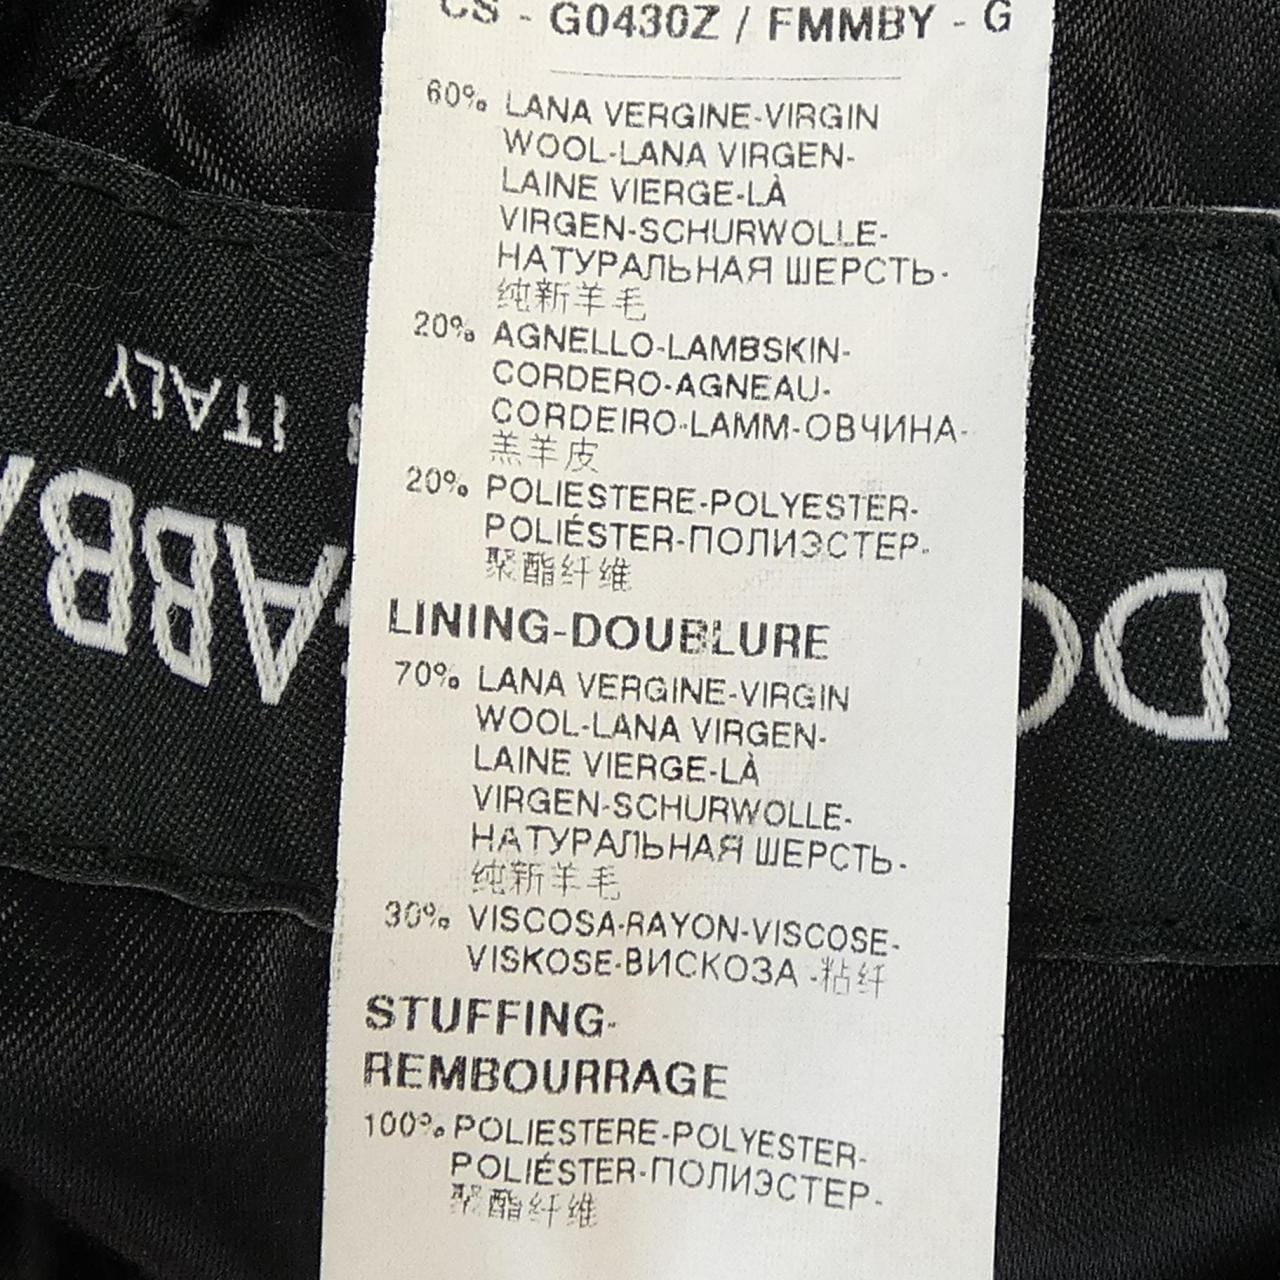 CS - G0430Z / FMMBY - G
60% LANA VERGINE-VIRGIN
WOOL-LANA VIRGEN-
LAINE VIERGE-LÀ
VIRGEN-SCHURWOLLE-
НАТУРАЛЬНАЯ ШЕРСТЬ-
纯新羊毛
20% AGNELLO-LAMBSKIN-
CORDERO-AGNEAU-
CORDEIRO-LAMM-ОВЧИНА-
羔羊皮
20% POLIESTERE-POLYESTER-
POLIÉSTER-ПОЛИЭСТЕР-
聚酯纤维
LINING-DOUBLURE
70% LANA VERGINE-VIRGIN
WOOL-LANA VIRGEN-
LAINE VIERGE-LÀ
VIRGEN-SCHURWOLLE-
НАТУРАЛЬНАЯ ШЕРСТЬ-
纯新羊毛
30% VISCOSA-RAYON-VISCOSE-
VISKOSE-ВИСКОЗА -粘纤
STUFFING-
REMBOURRAGE
100% POLIESTERE-POLYESTER-
POLIÉSTER-ПОЛИЭСТЕР-
聚酯纤维
ITALY